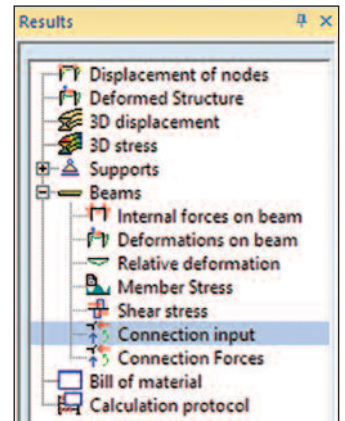 Results
Displacement of nodes
Deformed Structure
3D displacement
3D stress
Supports
Beams
Internal forces on beam
Deformations on beam
Relative deformation
Member Stress
Shear stress
Connection input
Connection Forces
Bill of material
Calculation protocol